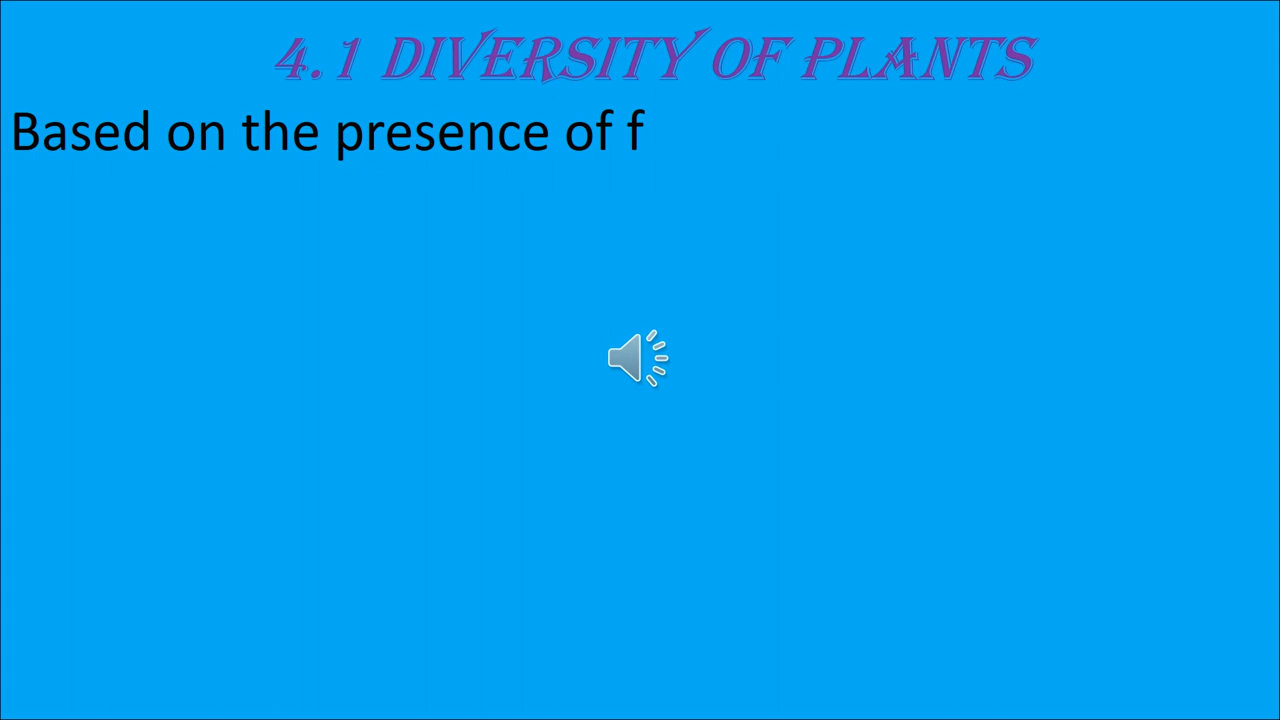 4.1 DIVERSITY OF PLANTS
Based on the presence of f